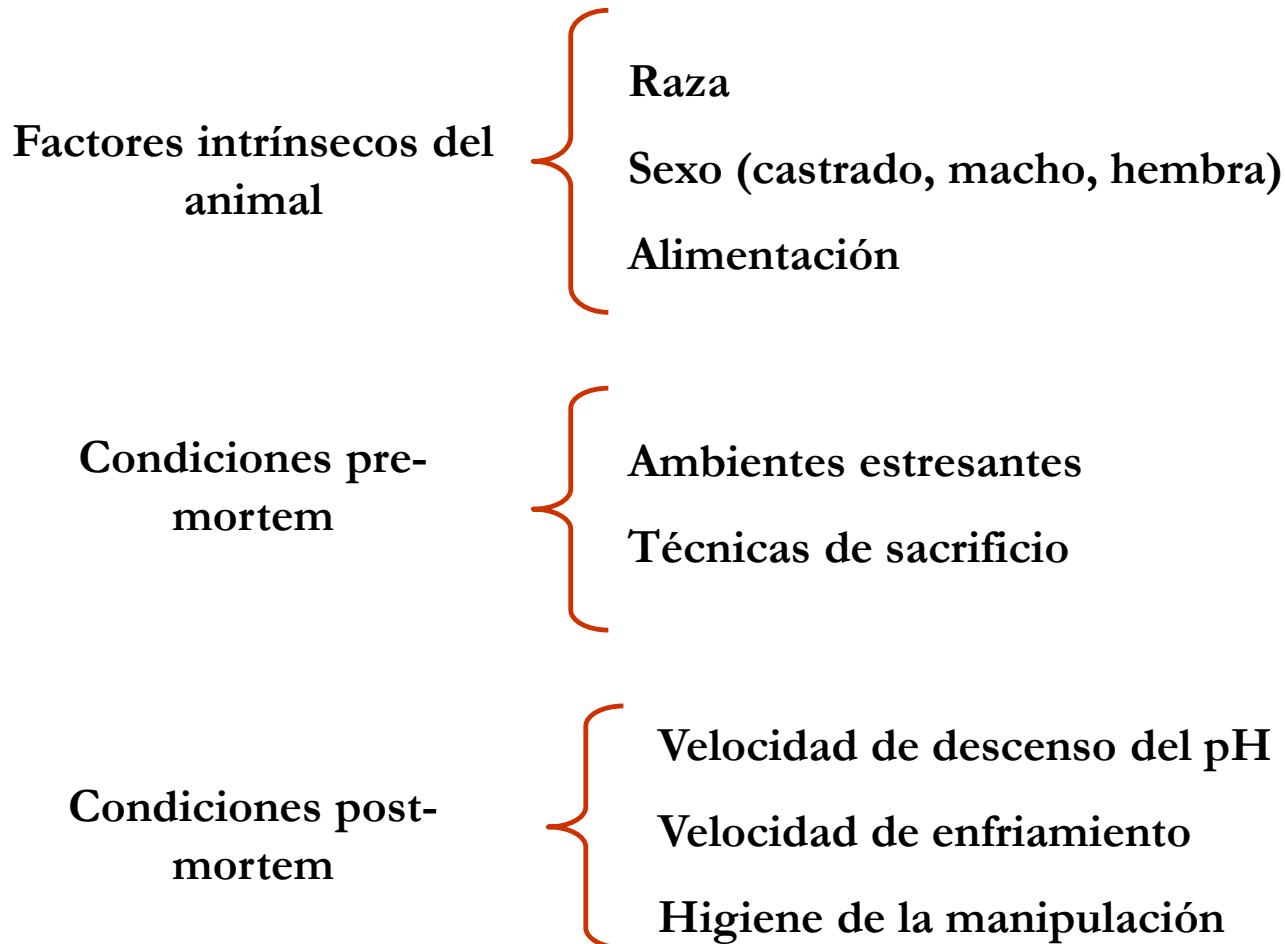 Factores intrínsecos del
animal
Raza
Sexo (castrado, macho, hembra)
Alimentación
Condiciones pre-
mortem
Ambientes estresantes
Técnicas de sacrificio
Condiciones post-
mortem
Velocidad de descenso del pH
Velocidad de enfriamiento
Higiene de la manipulación